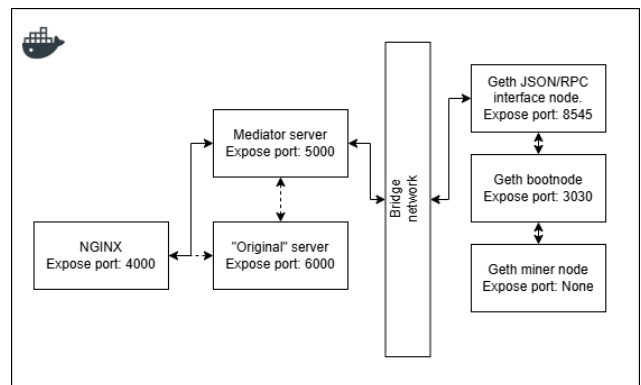 Geth JSON/RPC
interface node.
Expose port: 8545
Mediator server
Expose port: 5000
Bridge
network
Geth bootnode
Expose port: 3030
NGINX
Expose port: 4000
"Original" server
Expose port: 6000
Geth miner node
Expose port: None